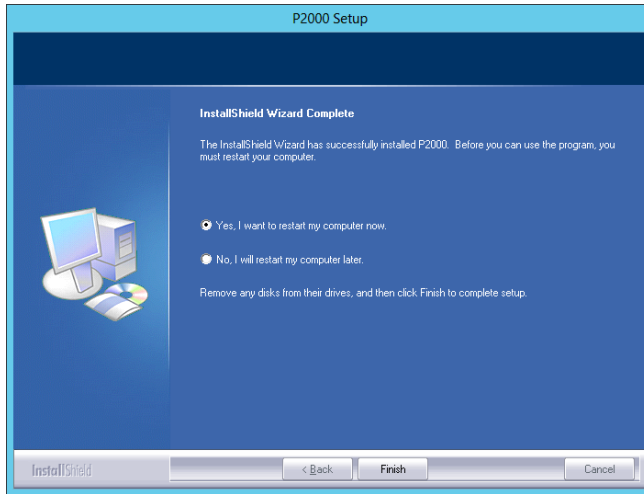 P2000 Setup
InstallShield Wizard Complete
The InstallShield Wizard has successfully installed P2000. Before you can use the program, you
must restart your computer.
Yes, I want to restart my computer now.
No, I will restart my computer later.
Remove any disks from their drives, and then click Finish to complete setup.
InstallShield
< Back
Finish
Cancel